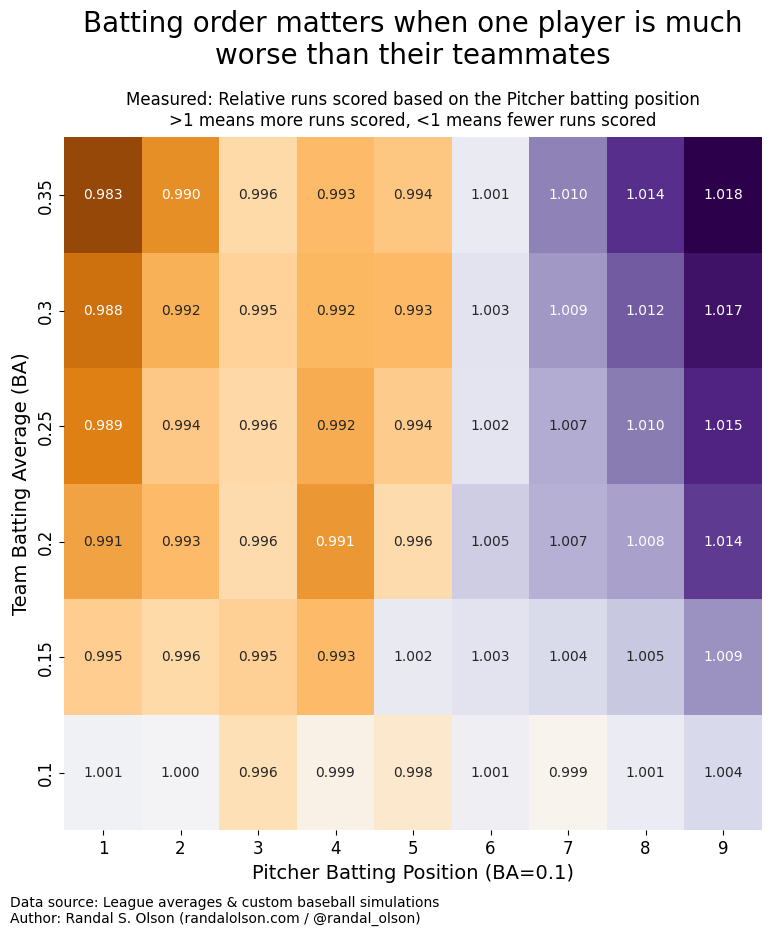 Batting order matters when one player is much
worse than their teammates
Measured: Relative runs scored based on the Pitcher batting position
>1 means more runs scored, <1 means fewer runs scored
Team Batting Average (BA)
0.35 0.983 0.990 0.996 0.993 0.994 1.001 1.010 1.014 1.018
0.3 0.988 0.992 0.995 0.992 0.993 1.003 1.009 1.012 1.017
0.25 0.989 0.994 0.996 0.992 0.994 1.002 1.007 1.010 1.015
0.2 0.991 0.993 0.996 0.991 0.996 1.005 1.007 1.008 1.014
0.15 0.995 0.996 0.995 0.993 1.002 1.003 1.004 1.005 1.009
0.1 1.001 1.000 0.996 0.999 0.998 1.001 0.999 1.001 1.004
1 2 3 4 5 6 7 8 9
Pitcher Batting Position (BA=0.1)
Data source: League averages & custom baseball simulations
Author: Randal S. Olson (randalolson.com / @randal_olson)